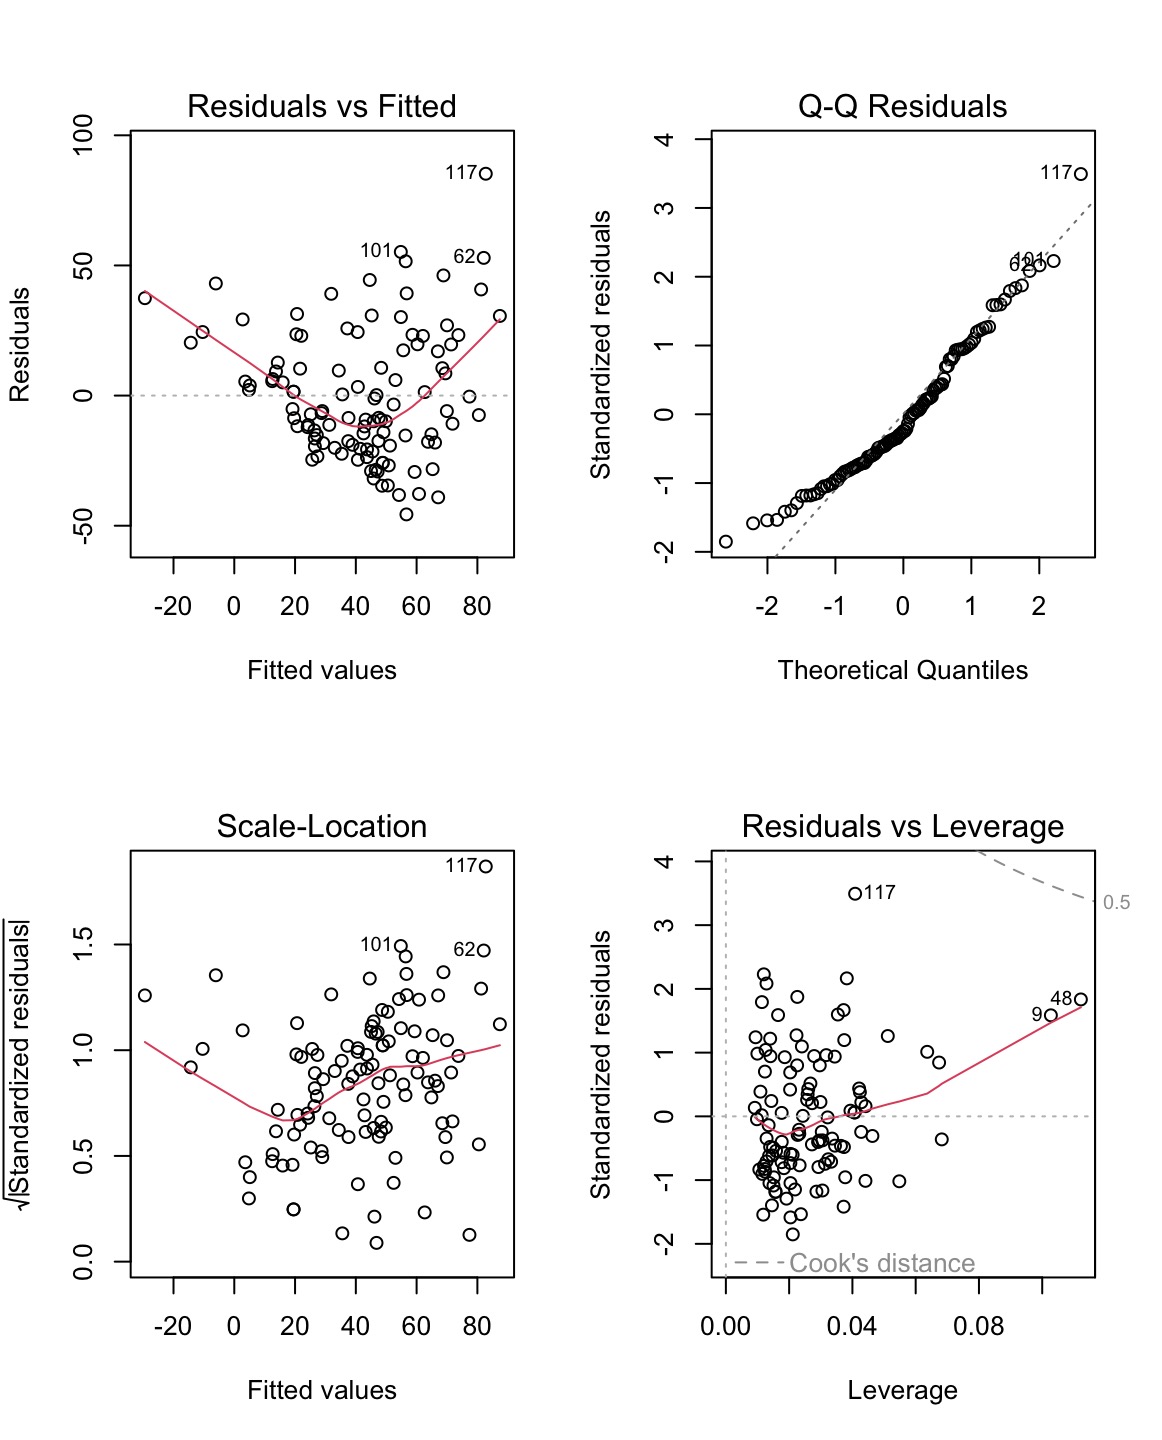 Residuals vs Fitted
Residuals
100
50
0
-50
117
101
62
-20 0 20 40 60 80
Fitted values
Q-Q Residuals
Standardized residuals
4
3
2
1
0
-1
-2
117
101
62
-2 -1 0 1 2
Theoretical Quantiles
Scale-Location
√|Standardized residuals|
1.5
1.0
0.5
0.0
117
101
62
-20 0 20 40 60 80
Fitted values
Residuals vs Leverage
Standardized residuals
4
3
2
1
0
-1
-2
117
0.5
48
9
Cook's distance
0.00 0.04 0.08
Leverage